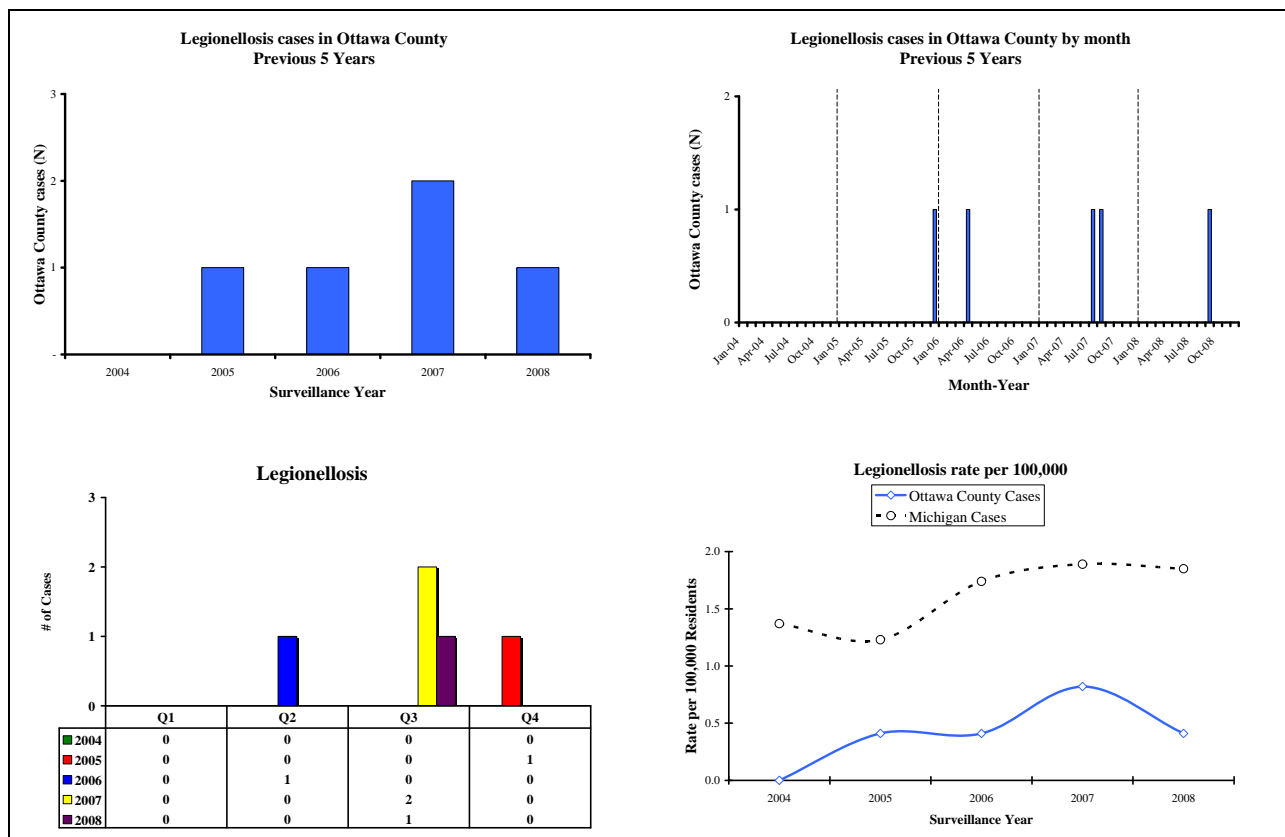 Legionellosis cases in Ottawa County
Previous 5 Years
Ottawa County cases (N)
3
2
1
-
2004 2005 2006 2007 2008
Surveillance Year
Legionellosis cases in Ottawa County by month
Previous 5 Years
Ottawa County cases (N)
2
1
0
Jan-04 Apr-04 Jul-04 Oct-04 Jan-05 Apr-05 Jul-05 Oct-05 Jan-06 Apr-06 Jul-06 Oct-06 Jan-07 Apr-07 Jul-07 Oct-07 Jan-08 Apr-08 Jul-08 Oct-08
Month-Year
Legionellosis
# of Cases
3
2
1
0
Q1 Q2 Q3 Q4
2004 0 0 0 0
2005 0 0 0 1
2006 0 1 0 0
2007 0 0 2 0
2008 0 0 1 0
Legionellosis rate per 100,000
Ottawa County Cases
Michigan Cases
Rate per 100,000 Residents
2.0
1.5
1.0
0.5
0.0
2004 2005 2006 2007 2008
Surveillance Year